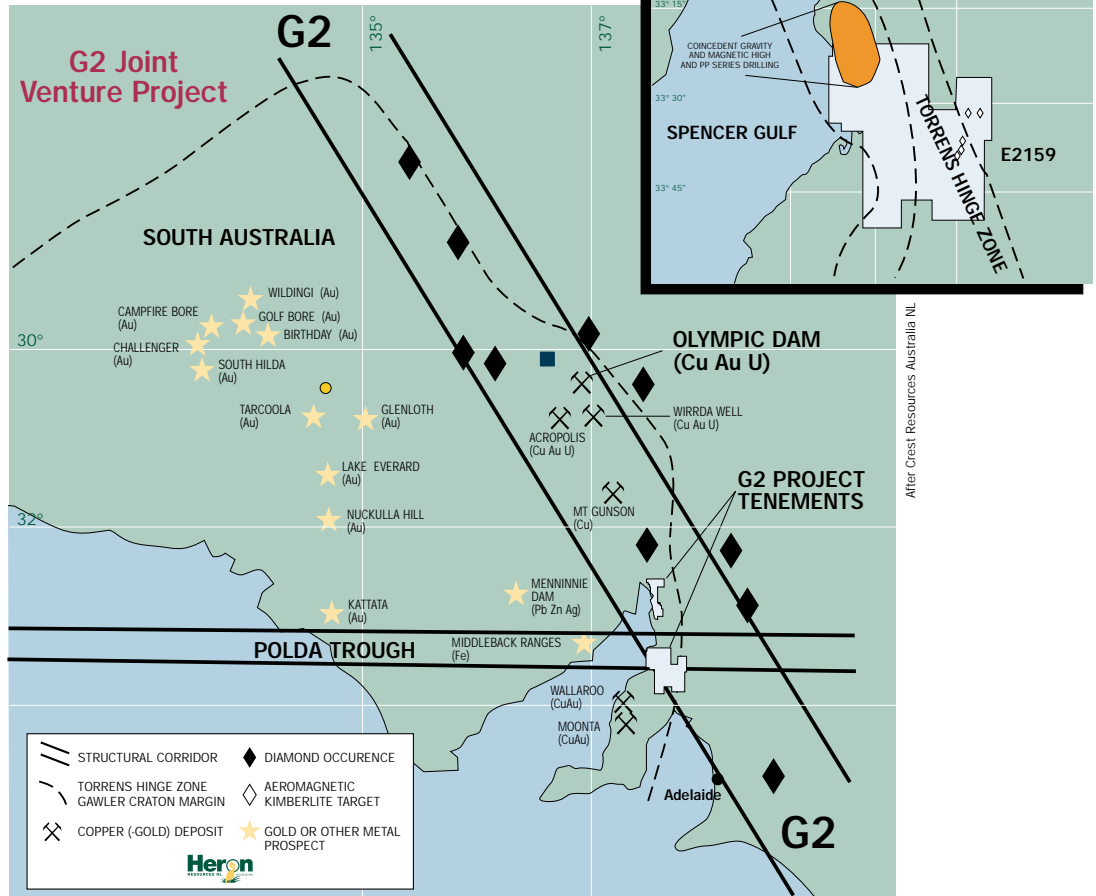 G2
135°
137°
G2 Joint
Venture Project
33° 15"
COINCEDENT GRAVITY
AND MAGNETIC HIGH
AND PP SERIES DRILLING
33° 30"
SPENCER GULF
TORRENS HINGE ZONE
E2159
33° 45"
SOUTH AUSTRALIA
WILDINGI (Au)
CAMPFIRE BORE
(Au)
GOLF BORE (Au)
BIRTHDAY (Au)
30°
CHALLENGER
(Au)
SOUTH HILDA
(Au)
OLYMPIC DAM
(Cu Au U)
TARCOOLA
(Au)
GLENLOTH
(Au)
WIRRDA WELL
(Cu Au U)
ACROPOLIS
(Cu Au U)
After Crest Resources Australia NL
LAKE EVERARD
(Au)
G2 PROJECT
TENEMENTS
32°
NUCKULLA HILL
(Au)
MT GUNSON
(Cu)
MENNINNIE
DAM
(Pb Zn Ag)
KATTATA
(Au)
POLDA TROUGH
MIDDLEBACK RANGES
(Fe)
WALLAROO
(CuAu)
MOONTA
(CuAu)
Adelaide
G2
STRUCTURAL CORRIDOR
DIAMOND OCCURENCE
TORRENS HINGE ZONE
GAWLER CRATON MARGIN
AEROMAGNETIC
KIMBERLITE TARGET
COPPER (-GOLD) DEPOSIT
GOLD OR OTHER METAL
PROSPECT
Heron
RESOURCES NL